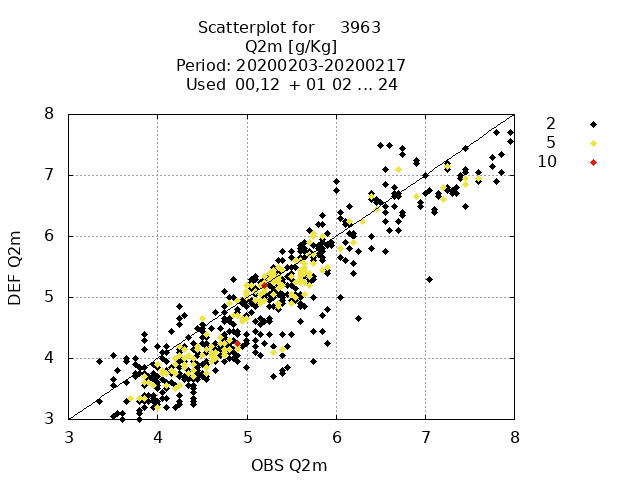 Scatterplot for 3963
Q2m [g/Kg]
Period: 20200203-20200217
Used 00,12 + 01 02 ... 24
2
5
10
8
7
6
5
4
3
DEF Q2m
3 4 5 6 7 8
OBS Q2m